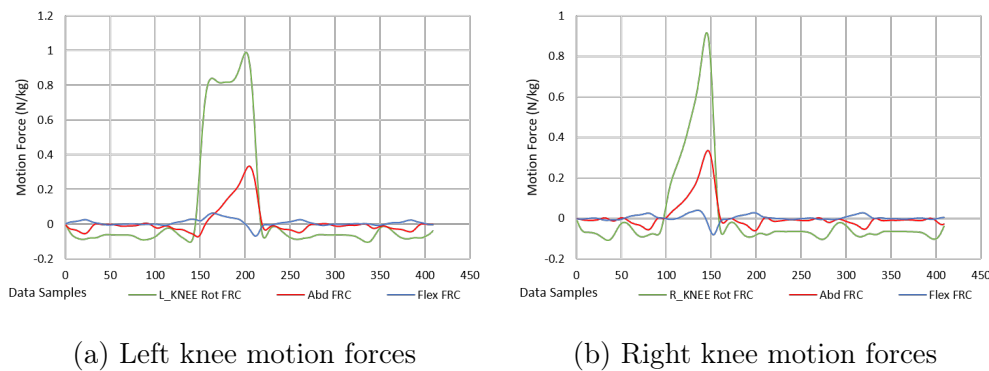 1.2
1
0.8
0.6
0.4
0.2
0
-0.2
Motion Force (N/kg)
0 50 100 150 200 250 300 350 400 450
Data Samples
L_KNEE Rot FRC Abd FRC Flex FRC
(a) Left knee motion forces
1
0.8
0.6
0.4
0.2
0
-0.2
Motion Force (N/kg)
0 50 100 150 200 250 300 350 400 450
Data Samples
R_KNEE Rot FRC Abd FRC Flex FRC
(b) Right knee motion forces